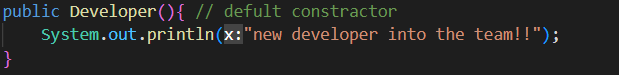 public Developer(){ // defult constractor
System.out.println(x:"new developer into the team!!");
}